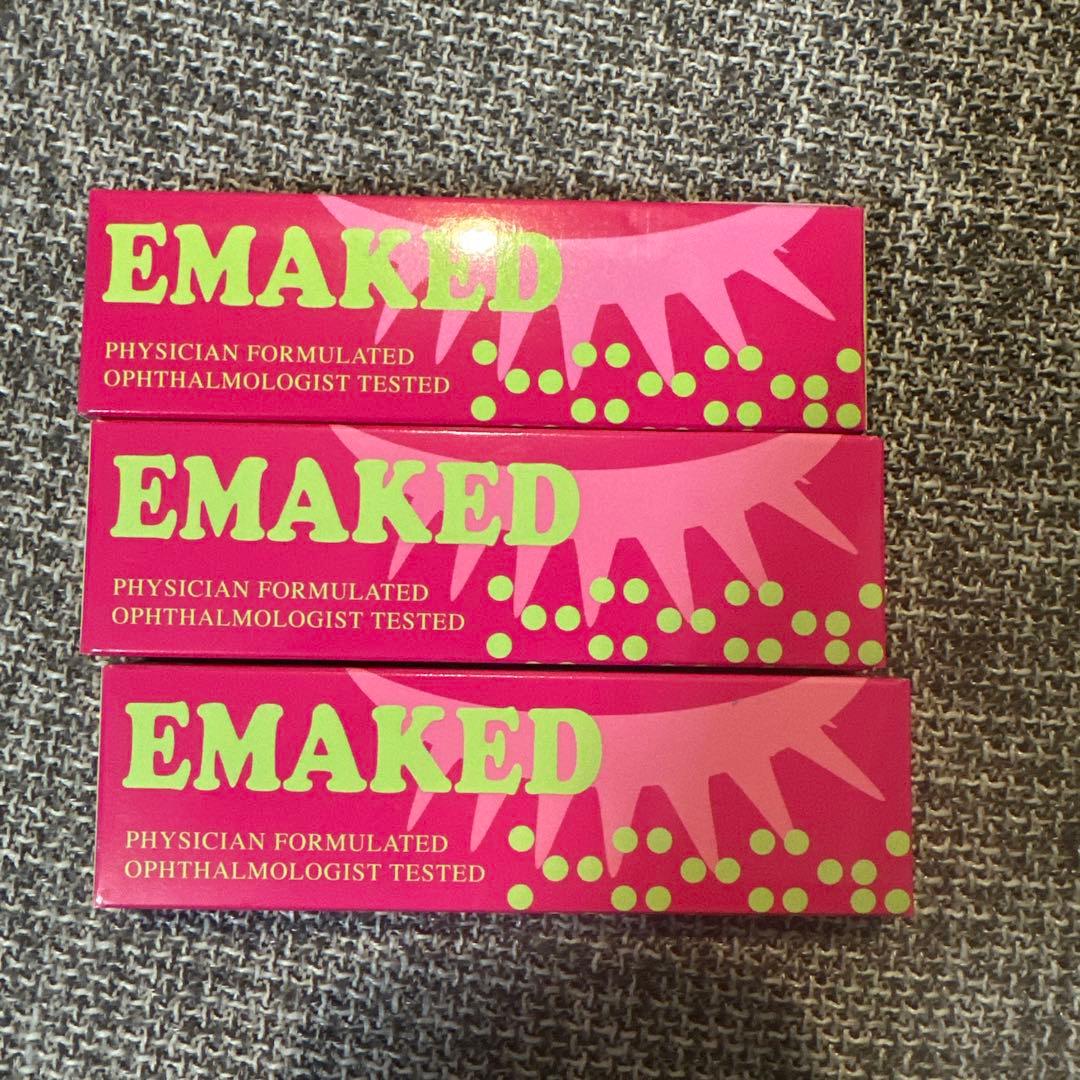 EMAKED
PHYSICIAN FORMULATED
OPHTHALMOLOGIST TESTED
EMAKED
PHYSICIAN FORMULATED
OPHTHALMOLOGIST TESTED
EMAKED
PHYSICIAN FORMULATED
OPHTHALMOLOGIST TESTED